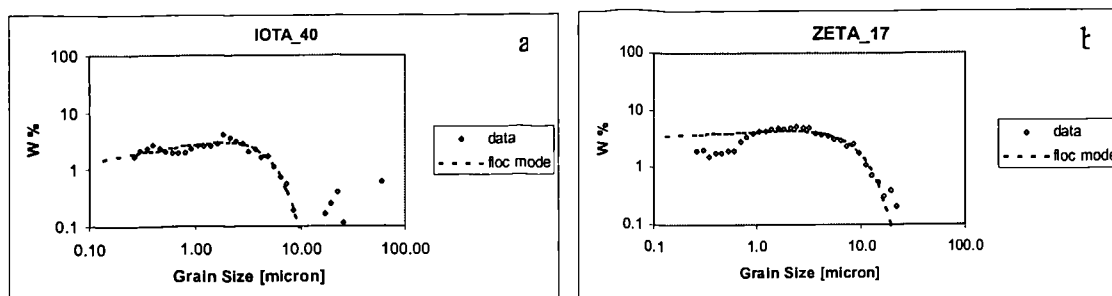 IOTA_40
a
100
10
1
0.1
W %
0.10 1.00 10.00 100.00
Grain Size [micron]
data
floc mode
ZETA_17
100
10
1
0.1
W %
0.1 1.0 10.0 100.0
Grain Size [micron]
data
floc mode